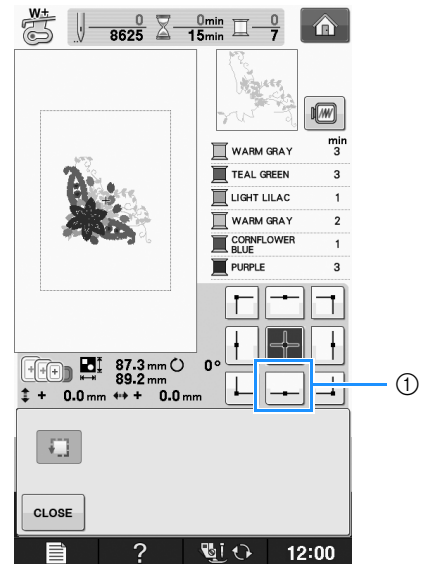 W+
0 0min 0
8625 15min 7
min
WARM GRAY 3
TEAL GREEN 3
LIGHT LILAC 1
WARM GRAY 2
CORNFLOWER
BLUE 1
PURPLE 3
87.3 mm 0°
89.2 mm
+ 0.0 mm + 0.0 mm
1
CLOSE
? 12:00